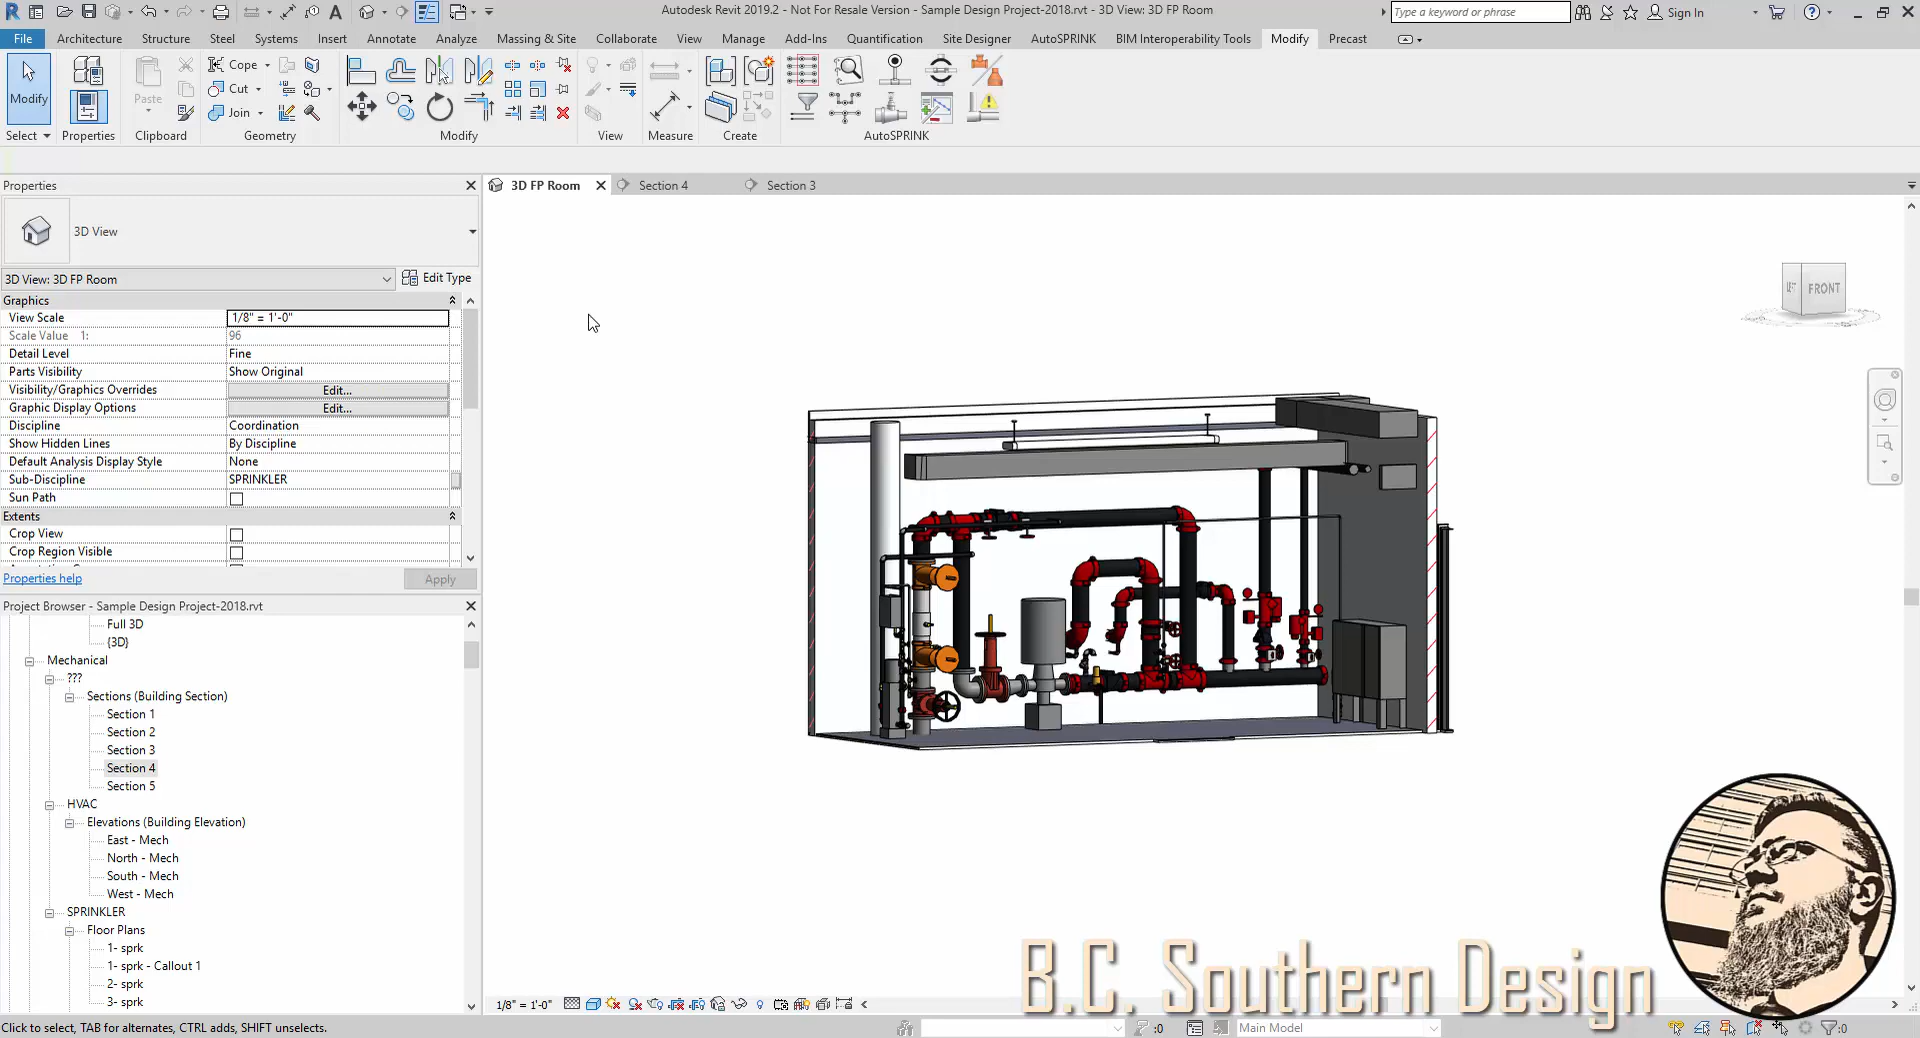 Autodesk Revit 2019.2 - Not For Resale Version - Sample Design Project-2018.rvt - 3D View: 3D FP Room
Type a keyword or phrase
Sign In
File
Architecture
Structure
Steel
Systems
Insert
Annotate
Analyze
Massing & Site
Collaborate
View
Manage
Add-Ins
Quantification
Site Designer
AutoSPRINK
BIM Interoperability Tools
Modify
Precast
Modify
Paste
Cope
Cut
Join
Select
Properties
Clipboard
Geometry
Modify
View
Measure
Create
AutoSPRINK
Properties
3D FP Room
Section 4
Section 3
3D View
3D View: 3D FP Room
Edit Type
Graphics
View Scale 1/8" = 1'-0"
Scale Value 1: 96
Detail Level Fine
Parts Visibility Show Original
Visibility/Graphics Overrides Edit...
Graphic Display Options Edit...
Discipline Coordination
Show Hidden Lines By Discipline
Default Analysis Display Style None
Sub-Discipline SPRINKLER
Sun Path
Extents
Crop View
Crop Region Visible
Properties help
Apply
Project Browser - Sample Design Project-2018.rvt
Full 3D
{3D}
Mechanical
???
Sections (Building Section)
Section 1
Section 2
Section 3
Section 4
Section 5
HVAC
Elevations (Building Elevation)
East - Mech
North - Mech
South - Mech
West - Mech
SPRINKLER
Floor Plans
1- sprk
1- sprk - Callout 1
2- sprk
3- sprk
FRONT
B.C. Southern Design
1/8" = 1'-0"
Click to select, TAB for alternates, CTRL adds, SHIFT unselects.
:0
Main Model
:0